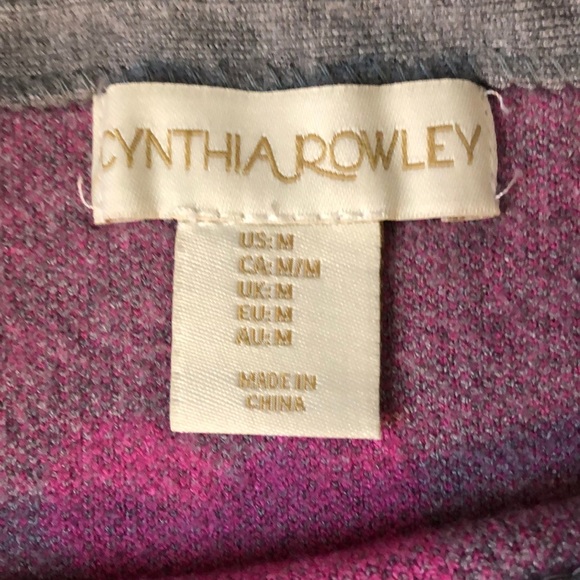 CYNTHIA ROWLEY
US: M
CA: M/M
UK: M
EU: M
AU: M
MADE IN
CHINA